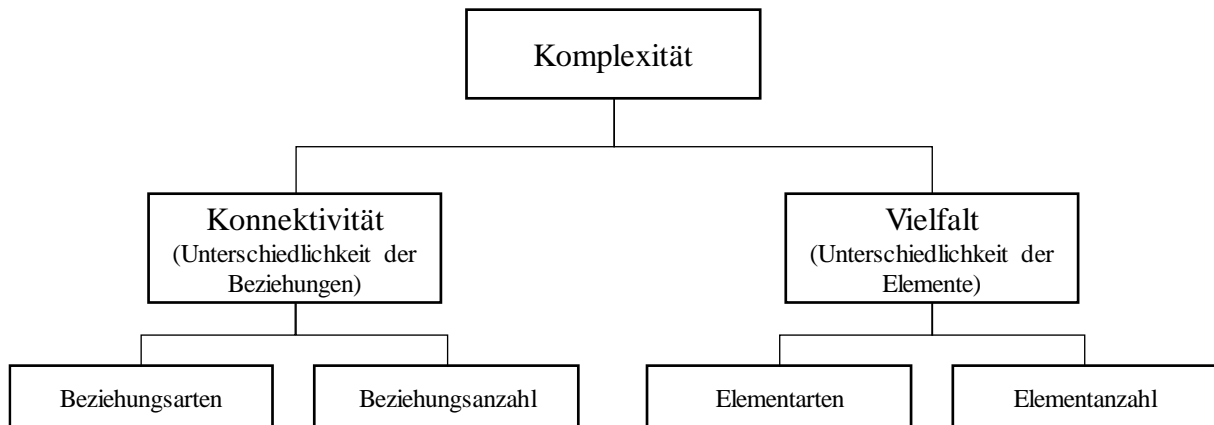 Komplexität
Konnektivität
(Unterschiedlichkeit der
Beziehungen)
Vielfalt
(Unterschiedlichkeit der
Elemente)
Beziehungsarten
Beziehungsanzahl
Elementarten
Elementanzahl